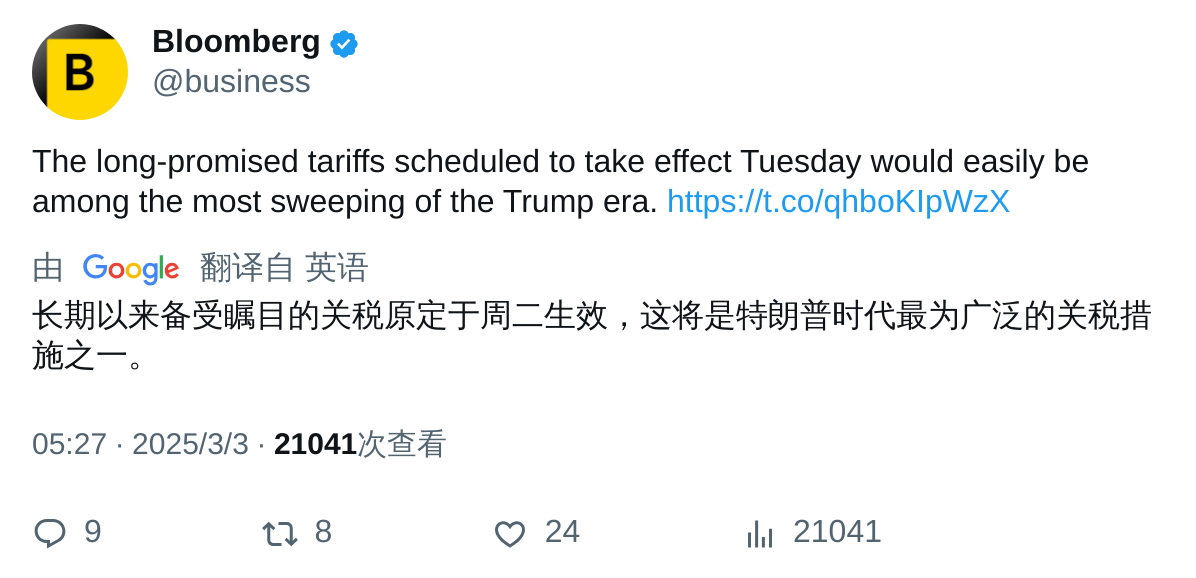 B
Bloomberg
@business
The long-promised tariffs scheduled to take effect Tuesday would easily be
among the most sweeping of the Trump era. https://t.co/qhboKIpWzX
由 Google 翻译自 英语
长期以来备受瞩目的关税原定于周二生效，这将是特朗普时代最为广泛的关税措
施之一。
05:27 · 2025/3/3 · 21041次查看
9 8 24 21041